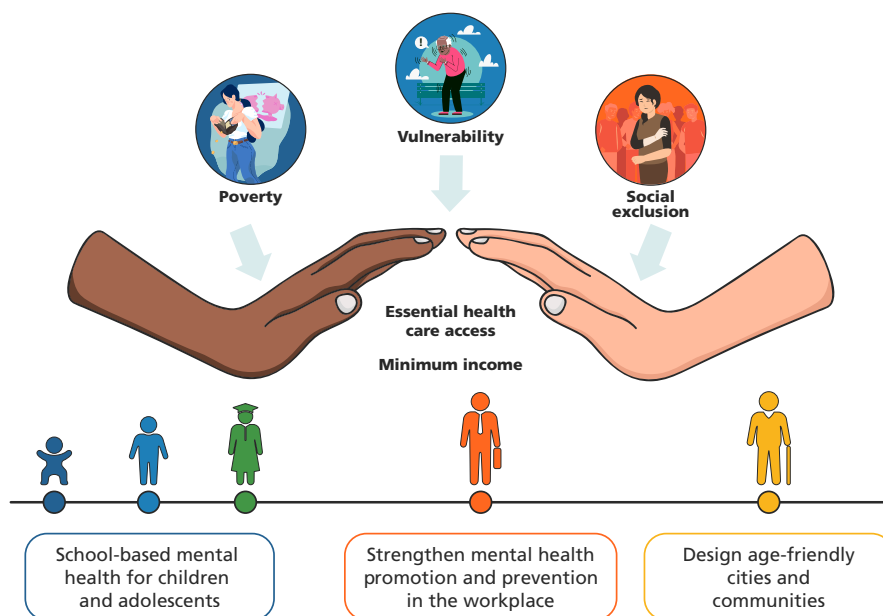 Vulnerability
Poverty
Social
exclusion
!
Essential health
care access
Minimum income
School-based mental
health for children
and adolescents
Strengthen mental health
promotion and prevention
in the workplace
Design age-friendly
cities and
communities